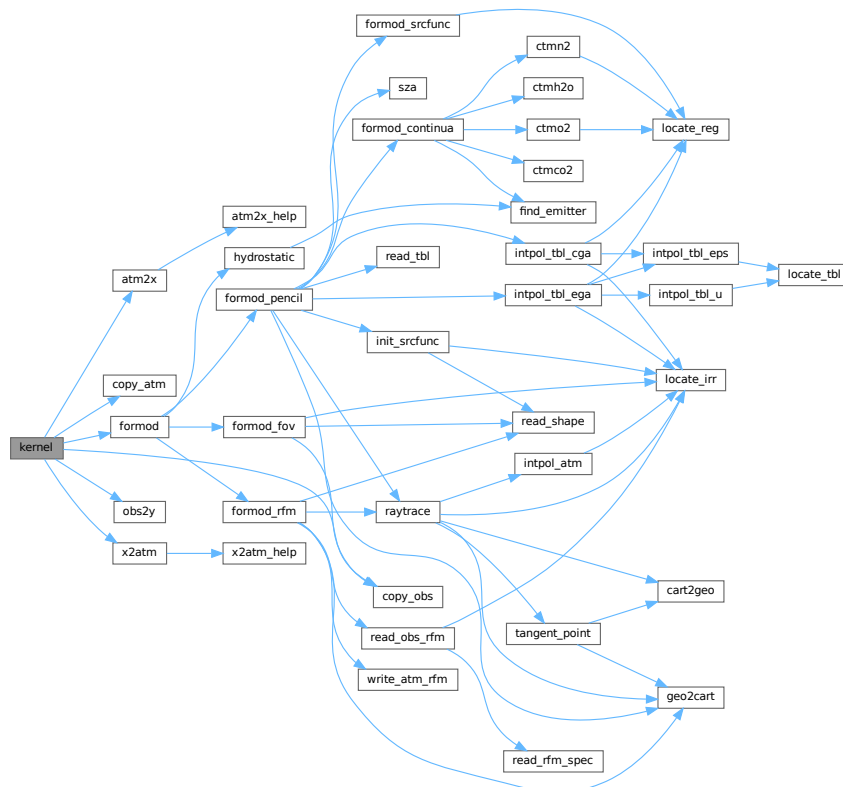 formod_srcfunc
ctmn2
sza
ctmh2o
formod_continua
ctmo2
locate_reg
ctmco2
atm2x_help
find_emitter
hydrostatic
read_tbl
intpol_tbl_cga
intpol_tbl_eps
atm2x
locate_tbl
formod_pencil
intpol_tbl_ega
intpol_tbl_u
init_srcfunc
copy_atm
locate_irr
formod
formod_fov
read_shape
kernel
intpol_atm
obs2y
formod_rfm
raytrace
x2atm
x2atm_help
copy_obs
cart2geo
read_obs_rfm
tangent_point
write_atm_rfm
geo2cart
read_rfm_spec